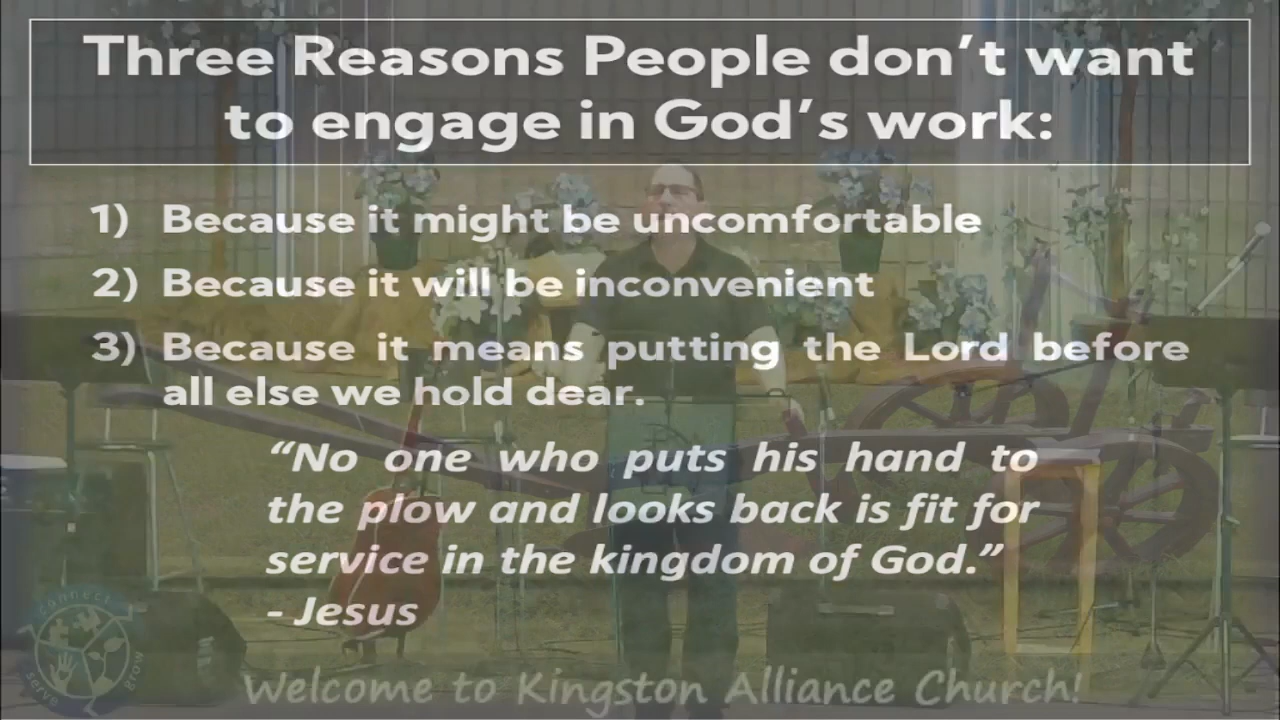 Three Reasons People don't want
to engage in God's work:
1) Because it might be uncomfortable
2) Because it will be inconvenient
3) Because it means putting the Lord before
all else we hold dear.
“No one who puts his hand to
the plow and looks back is fit for
service in the kingdom of God.”
- Jesus
connect
serve
grow
Welcome to Kingston Alliance Church!